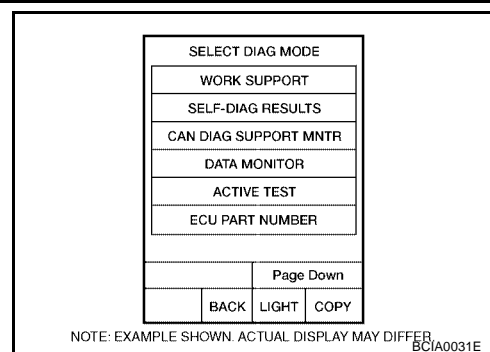 SELECT DIAG MODE
WORK SUPPORT
SELF-DIAG RESULTS
CAN DIAG SUPPORT MNTR
DATA MONITOR
ACTIVE TEST
ECU PART NUMBER
Page Down
BACK LIGHT COPY
NOTE: EXAMPLE SHOWN. ACTUAL DISPLAY MAY DIFFER.
BCIA0031E